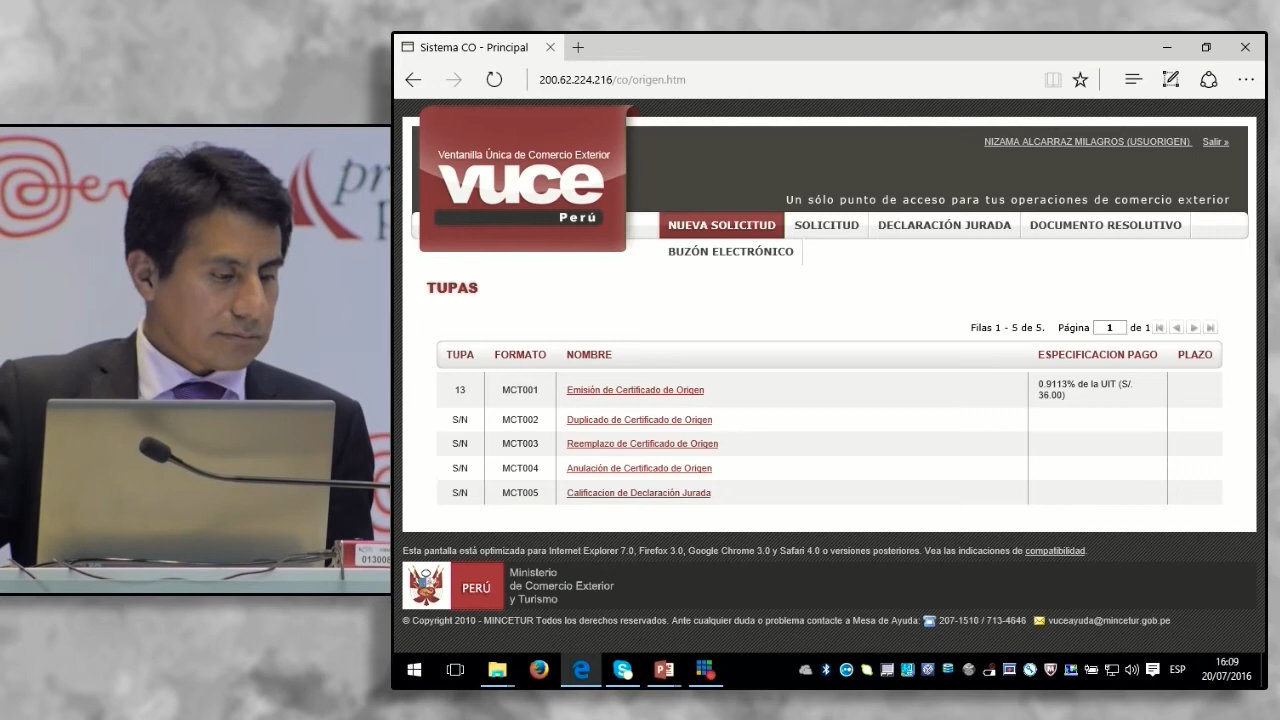 Sistema CO - Principal
200.62.224.216/co/origen.htm
Ventanilla Única de Comercio Exterior
vuce
Perú
NIZAMA ALCARRAZ MILAGROS (USUORIGEN) Salir »
Un sólo punto de acceso para tus operaciones de comercio exterior
NUEVA SOLICITUD SOLICITUD DECLARACIÓN JURADA DOCUMENTO RESOLUTIVO
BUZÓN ELECTRÓNICO
TUPAS
Filas 1 - 5 de 5. Página 1 de 1
TUPA FORMATO NOMBRE ESPECIFICACION PAGO PLAZO
13 MCT001 Emisión de Certificado de Origen 0.9113% de la UIT (S/.
36.00)
S/N MCT002 Duplicado de Certificado de Origen
S/N MCT003 Reemplazo de Certificado de Origen
S/N MCT004 Anulación de Certificado de Origen
S/N MCT005 Calificacion de Declaración Jurada
Esta pantalla está optimizada para Internet Explorer 7.0, Firefox 3.0, Google Chrome 3.0 y Safari 4.0 o versiones posteriores. Vea las indicaciones de compatibilidad.
PERÚ
Ministerio
de Comercio Exterior
y Turismo
© Copyright 2010 - MINCETUR Todos los derechos reservados. Ante cualquier duda o problema contacte a Mesa de Ayuda: 207-1510 / 713-4646 vuceayuda@mincetur.gob.pe
ESP
16:09
20/07/2016